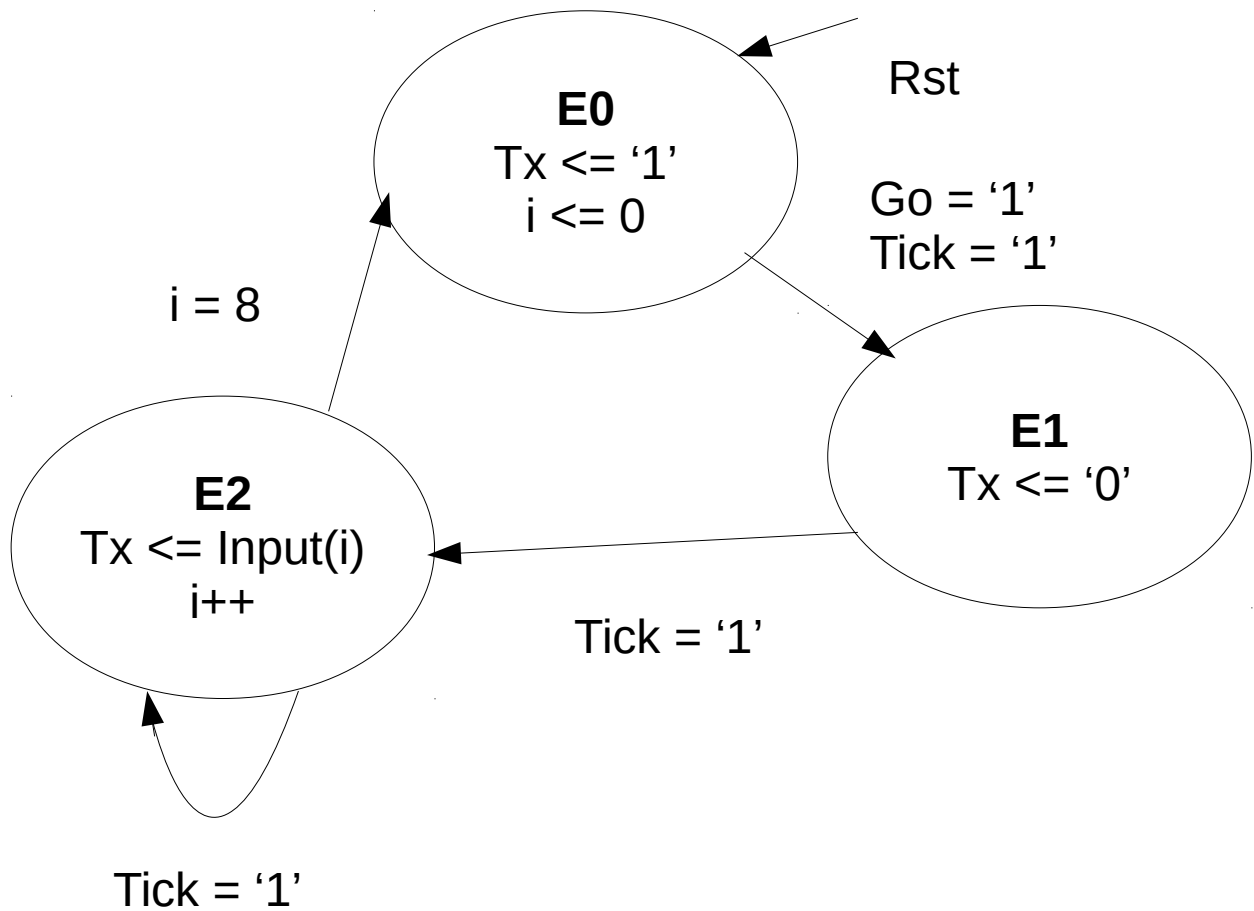 Rst
E0
Tx <= ‘1’
i <= 0
Go = ‘1’
Tick = ‘1’
i = 8
E1
Tx <= ‘0’
E2
Tx <= Input(i)
i++
Tick = ‘1’
Tick = ‘1’